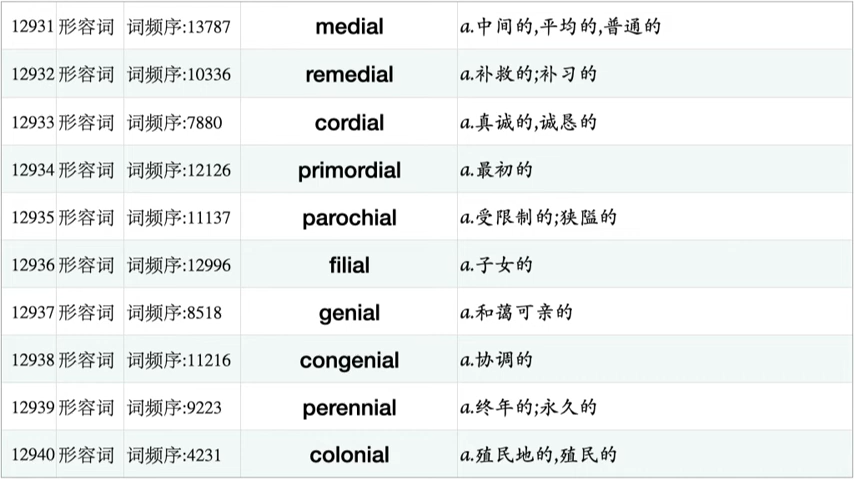 12931 形容词 词频序:13787 medial a.中间的,平均的,普通的
12932 形容词 词频序:10336 remedial a.补救的;补习的
12933 形容词 词频序:7880 cordial a.真诚的,诚恳的
12934 形容词 词频序:12126 primordial a.最初的
12935 形容词 词频序:11137 parochial a.受限制的;狭隘的
12936 形容词 词频序:12996 filial a.子女的
12937 形容词 词频序:8518 genial a.和蔼可亲的
12938 形容词 词频序:11216 congenial a.协调的
12939 形容词 词频序:9223 perennial a.终年的;永久的
12940 形容词 词频序:4231 colonial a.殖民地的,殖民的